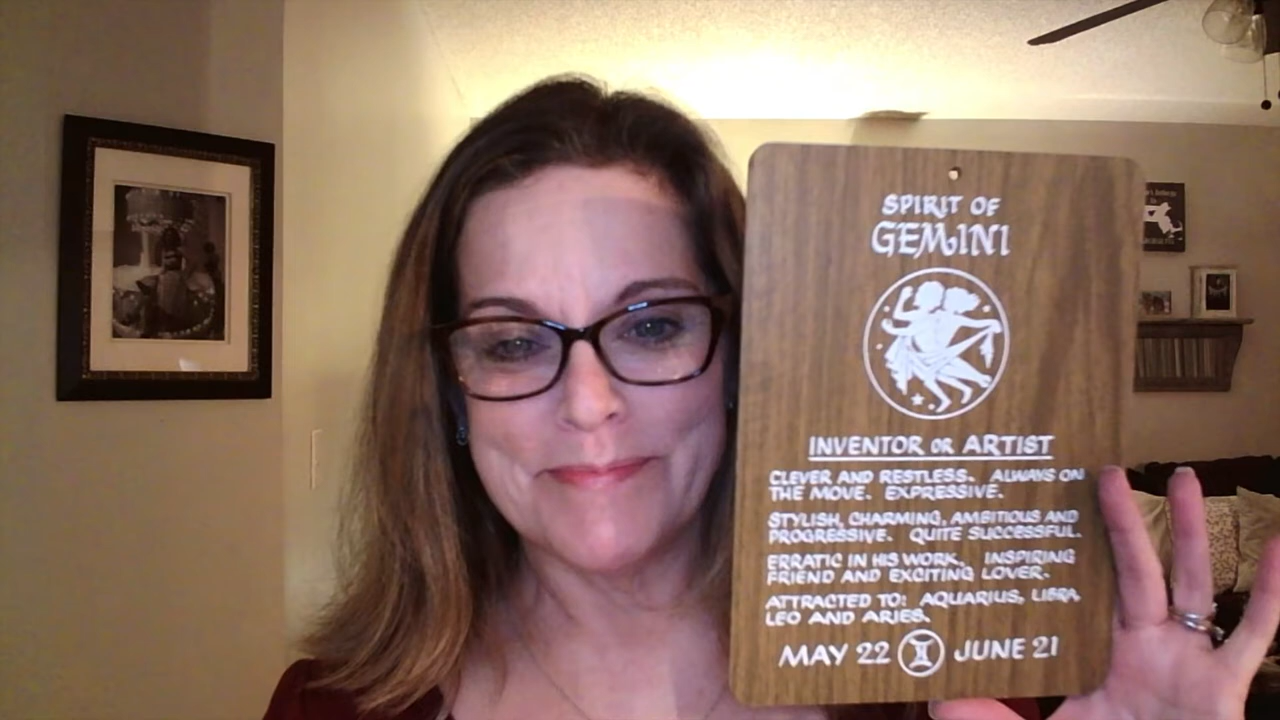 SPIRIT OF
GEMINI
INVENTOR OR ARTIST
CLEVER AND RESTLESS. ALWAYS ON
THE MOVE. EXPRESSIVE.
STYLISH, CHARMING, AMBITIOUS AND
PROGRESSIVE. QUITE SUCCESSFUL.
ERRATIC IN HIS WORK. INSPIRING
FRIEND AND EXCITING LOVER.
ATTRACTED TO: AQUARIUS, LIBRA,
LEO AND ARIES.
MAY 22 JUNE 21